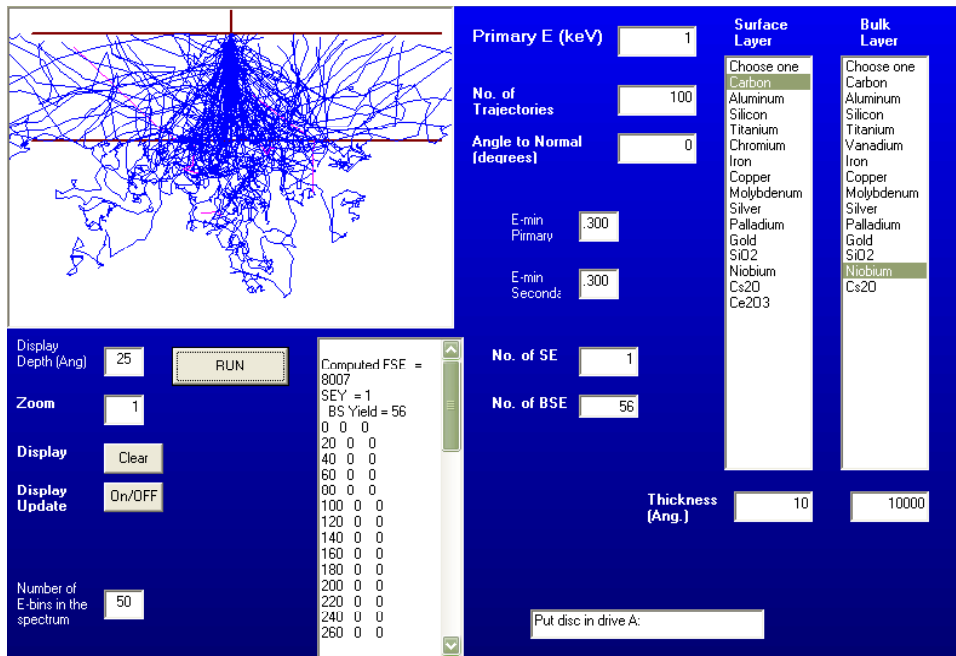 Primary E (keV)
1
No. of
Trajectories
100
Angle to Normal
(degrees)
0
E-min
Pirmary
.300
E-min
Seconda
.300
No. of SE
1
No. of BSE
56
Surface
Layer
Choose one
Carbon
Aluminum
Silicon
Titanium
Chromium
Iron
Copper
Molybdenum
Silver
Palladium
Gold
SiO2
Niobium
Cs2O
Ce2O3
Bulk
Layer
Choose one
Carbon
Aluminum
Silicon
Titanium
Vanadium
Iron
Copper
Molybdenum
Silver
Palladium
Gold
SiO2
Niobium
Cs2O
Thickness
(Ang.)
10
10000
Put disc in drive A:
Display
Depth (Ang)
25
RUN
Zoom
1
Display
Clear
Display
Update
On/OFF
Number of
E-bins in the
spectrum
50
Computed FSE =
8007
SEY = 1
BS Yield = 56
0 0 0
20 0 0
40 0 0
60 0 0
80 0 0
100 0 0
120 0 0
140 0 0
160 0 0
180 0 0
200 0 0
220 0 0
240 0 0
260 0 0